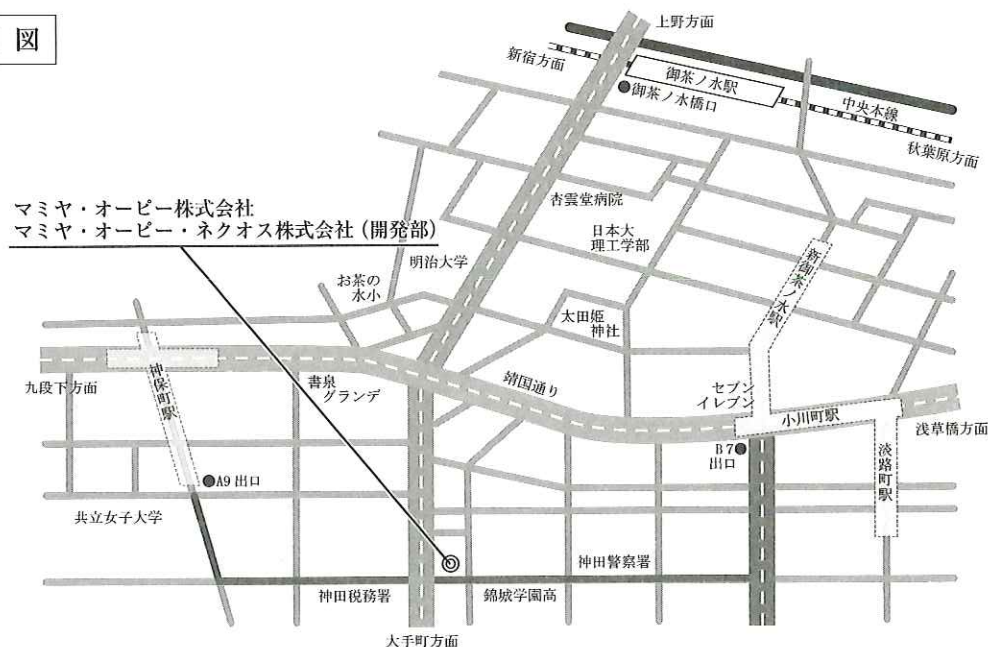 図
上野方面
新宿方面
御茶ノ水駅
御茶ノ水橋口
中央本線
秋葉原方面
マミヤ・オーピー株式会社
マミヤ・オーピー・ネクオス株式会社(開発部)
杏雲堂病院
日本大
理工学部
明治大学
お茶の
水小
新御茶ノ水駅
太田姫
神社
九段下方面
神保町駅
書泉
グランデ
靖国通り
セブン
イレブン
小川町駅
浅草橋方面
淡路町駅
B7
出口
A9出口
共立女子大学
神田警察署
神田税務署
錦城学園高
大手町方面